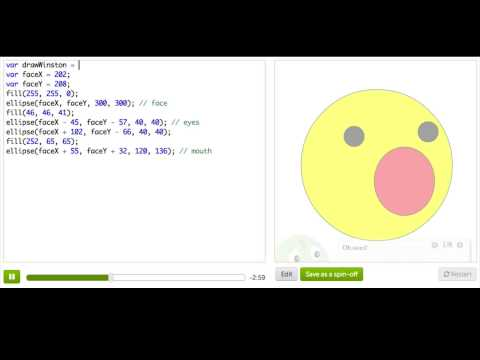 var drawWinston =
var faceX = 202;
var faceY = 208;
fill(255, 255, 0);
ellipse(faceX, faceY, 300, 300); // face
fill(46, 46, 41);
ellipse(faceX - 45, faceY - 57, 40, 40); // eyes
ellipse(faceX + 102, faceY - 66, 40, 40);
fill(252, 65, 65);
ellipse(faceX + 55, faceY + 32, 120, 136); // mouth
Oh noes!
-2:59
Edit
Save as a spin-off
Restart